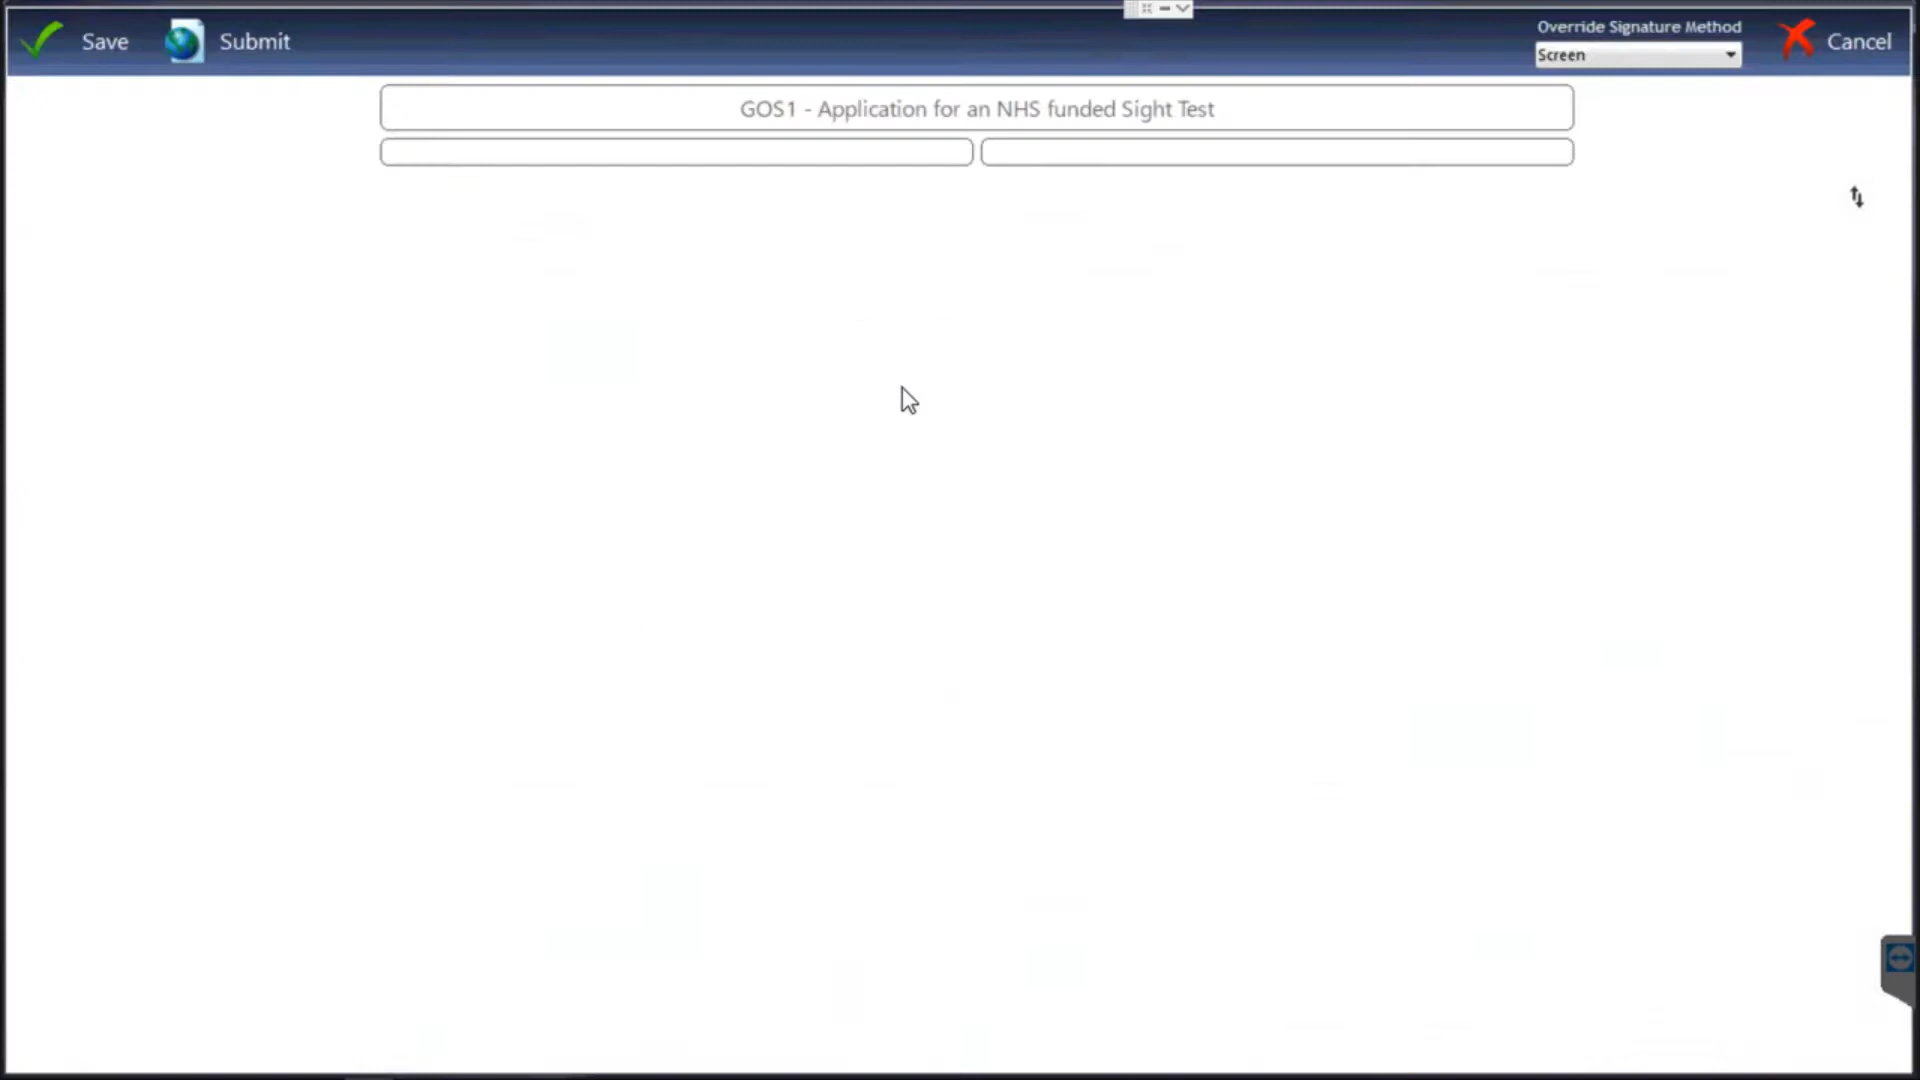 Save
Submit
Override Signature Method
Screen
Cancel
GOS1 - Application for an NHS funded Sight Test